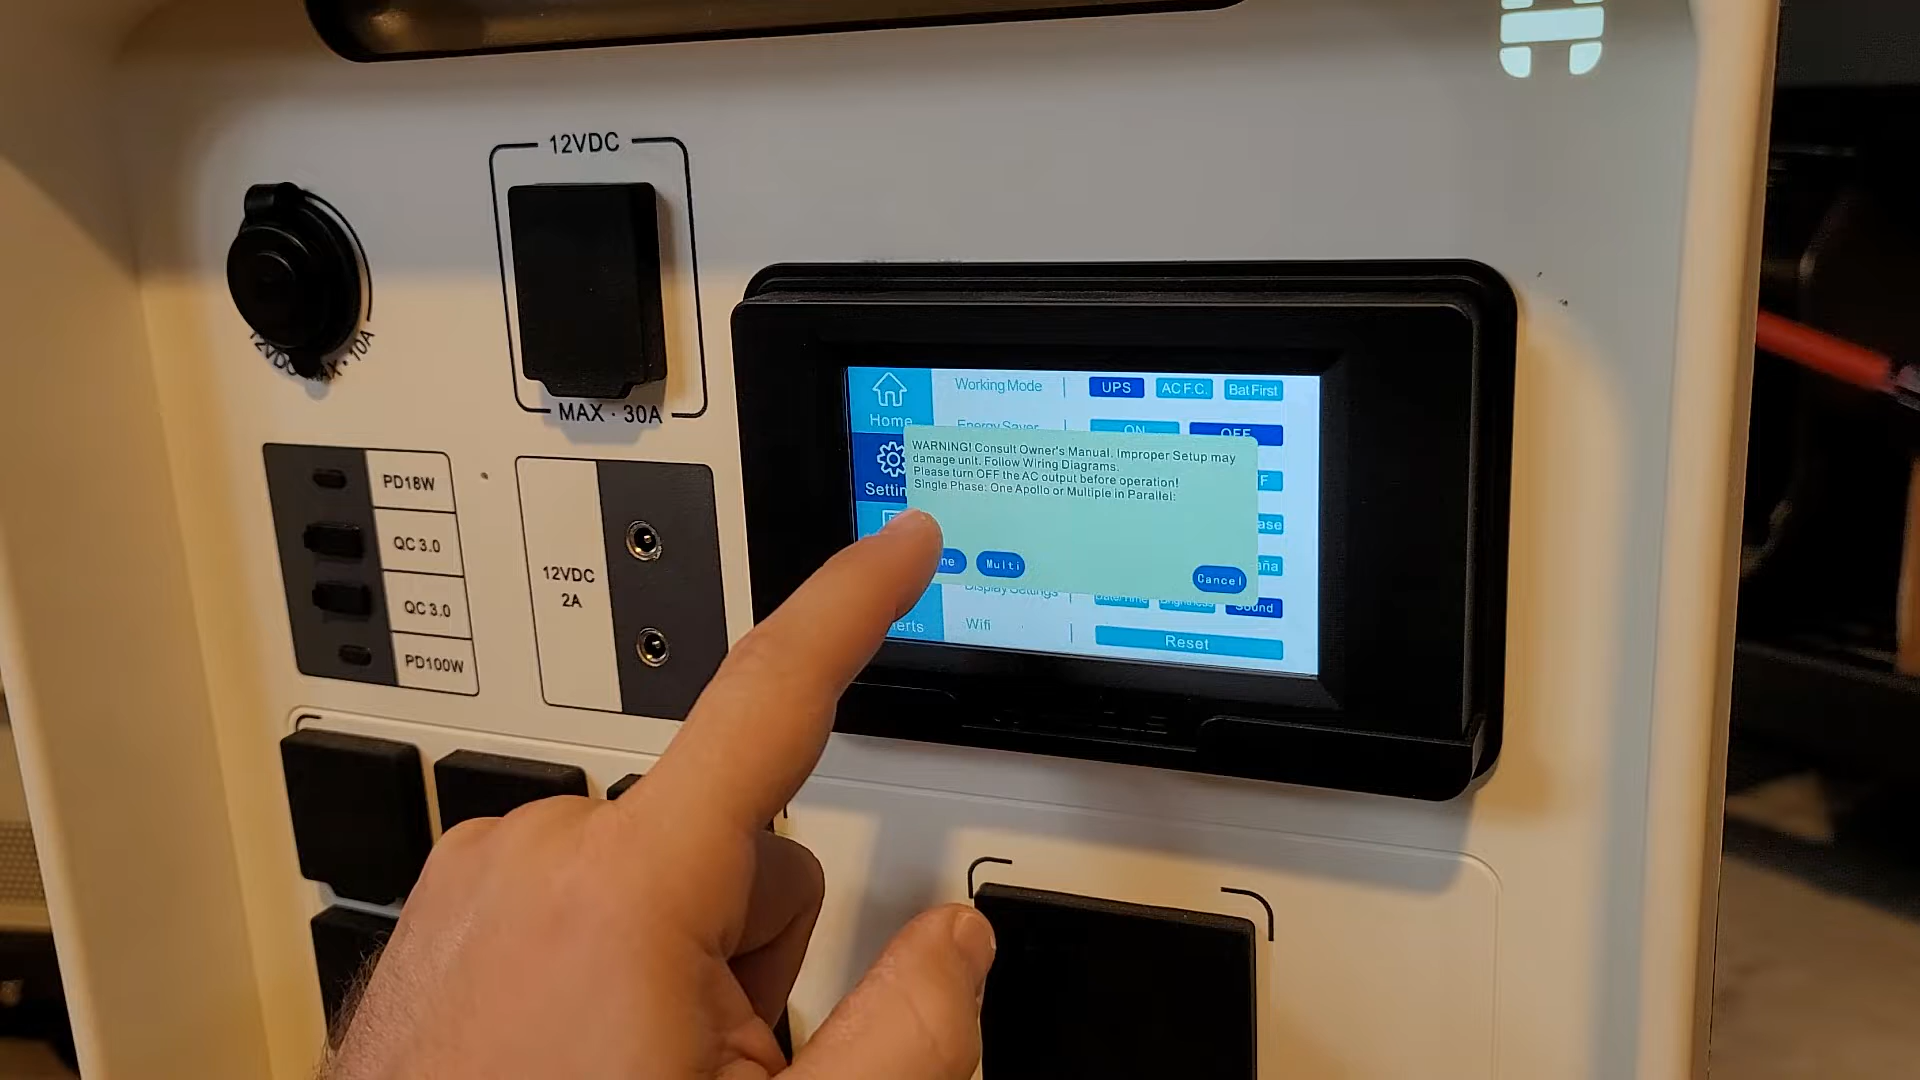 12VDC
MAX · 30A
12VDC MAX · 10A
PD18W
QC 3.0
QC 3.0
PD100W
12VDC
2A
Home
Working Mode
UPS
AC F.C.
Bat First
Energy Saver
ON
OFF
WARNING! Consult Owner's Manual. Improper Setup may
damage unit. Follow Wiring Diagrams.
Please turn OFF the AC output before operation!
Single Phase: One Apollo or Multiple in Parallel:
Multi
Cancel
Display Settings
Date/Time
Brightness
Sound
Wifi
Reset